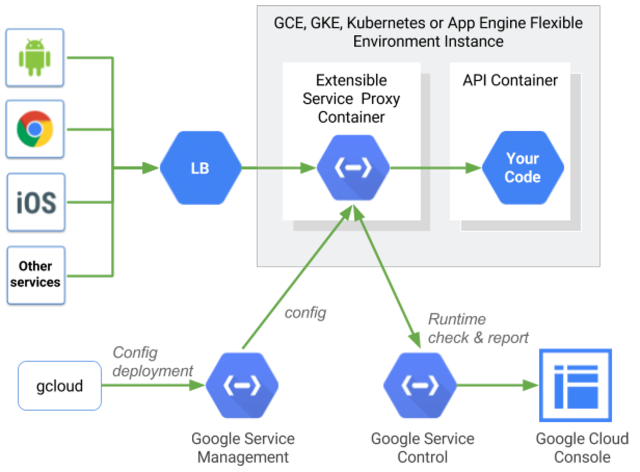 GCE, GKE, Kubernetes or App Engine Flexible
Environment Instance
Extensible
Service Proxy
Container
API Container
LB
Your
Code
iOS
Other
services
config
Runtime
check & report
Config
deployment
gcloud
Google Service
Management
Google Service
Control
Google Cloud
Console